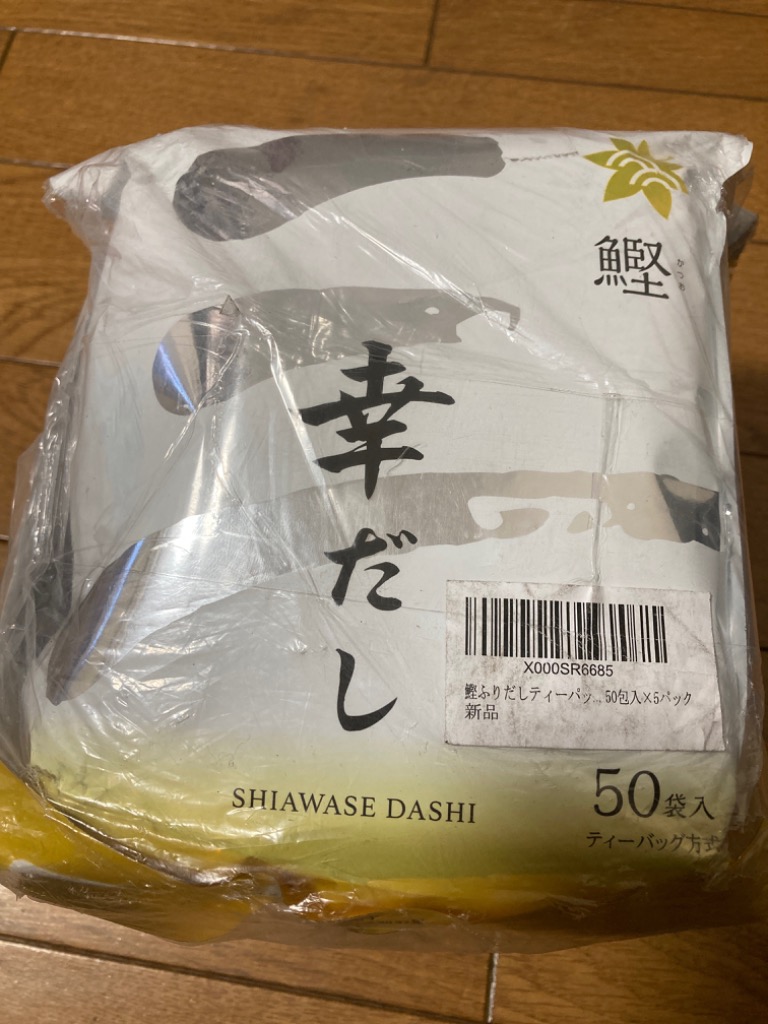 鰹
かつお
幸だし
X000SR6685
鰹ふりだしティーパッ... 50包入×5パック
新品
SHIAWASE DASHI
50袋入
ティーバッグ方式